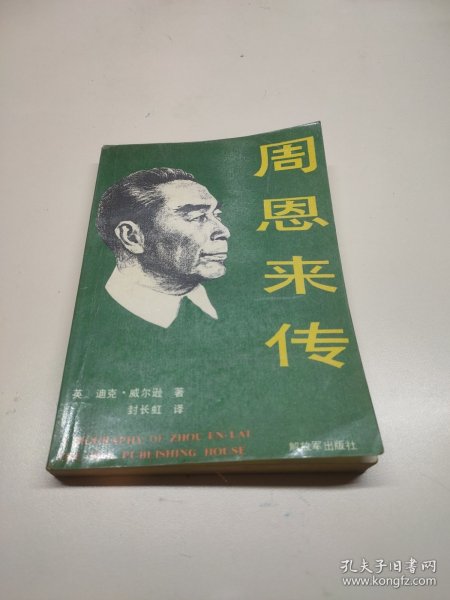 周恩来传
英 迪克·威尔逊 著
封长虹 译
BIOGRAPHY OF ZHOU EN-LAI
PUBLISHING HOUSE
解放军出版社
孔夫子旧书网
www.kongfz.com